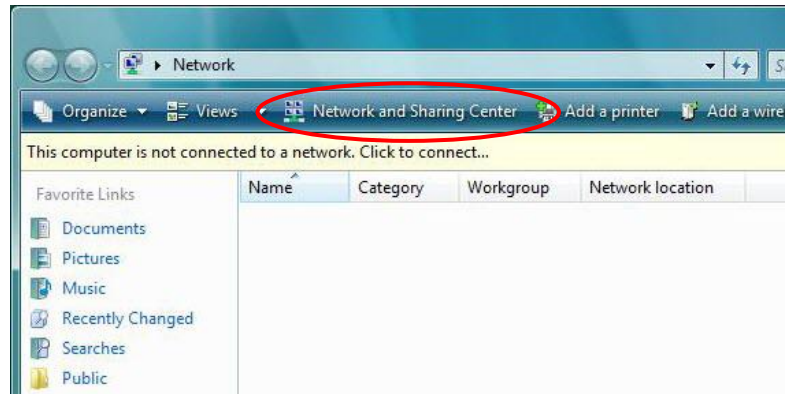 Network
Organize Views Network and Sharing Center Add a printer Add a wire
This computer is not connected to a network. Click to connect...
Favorite Links
Name Category Workgroup Network location
Documents
Pictures
Music
Recently Changed
Searches
Public